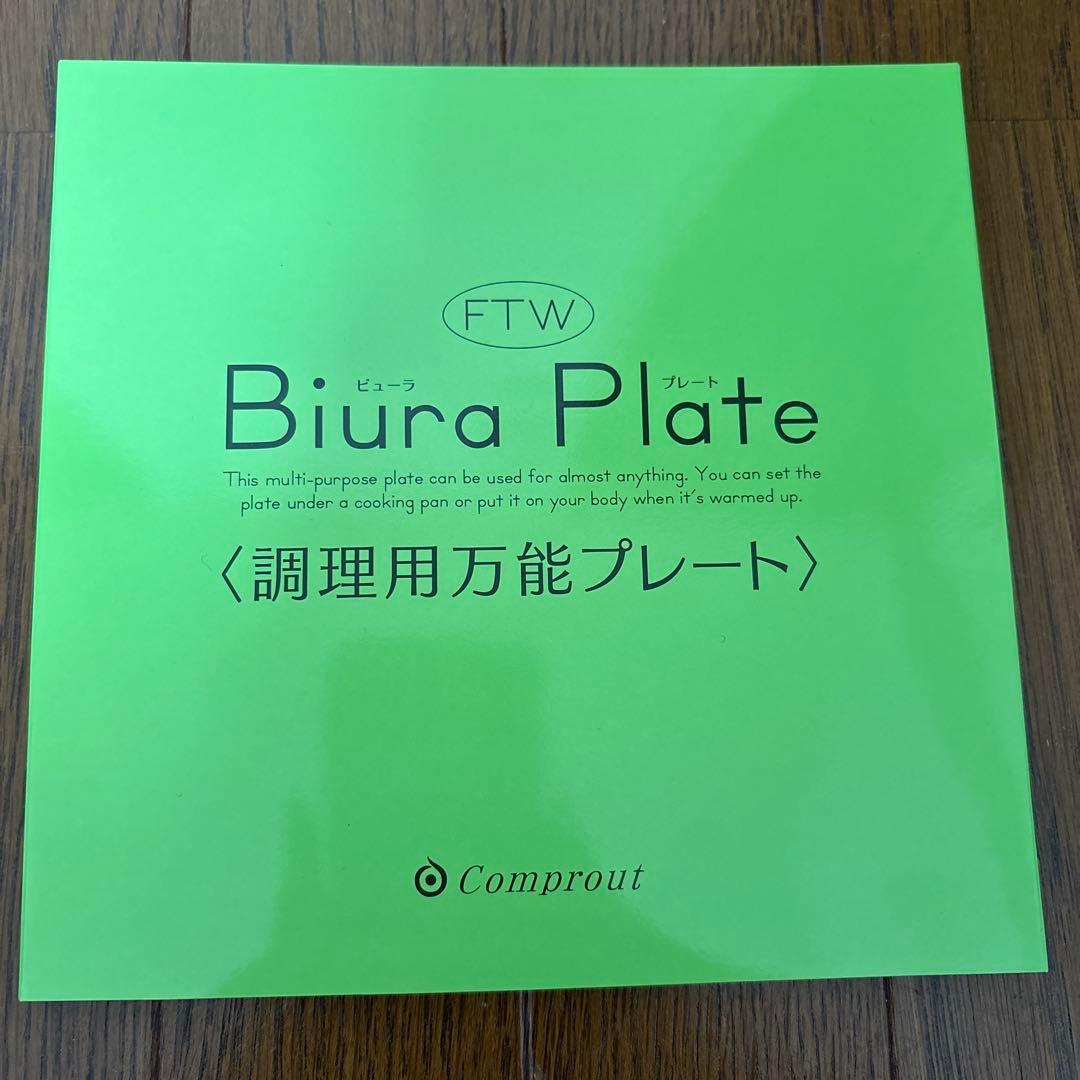 FTW
ビューラ プレート
Biura Plate
This multi-purpose plate can be used for almost anything. You can set the
plate under a cooking pan or put it on your body when it's warmed up.
〈調理用万能プレート〉
Comprout